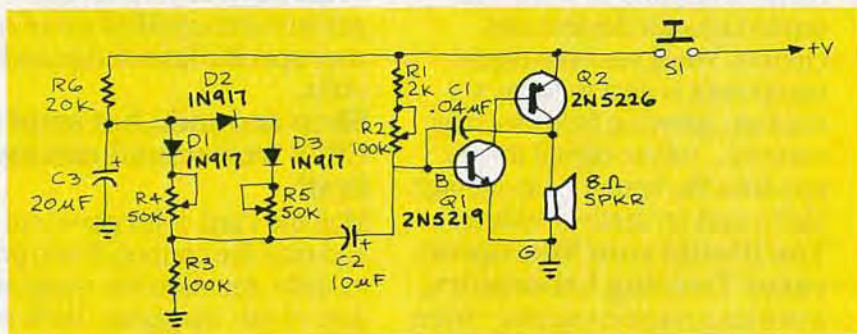 R6
20K
D2
1N917
D1
1N917
D3
1N917
C3
20µF
R4
50K
R5
50K
R3
100K
C2
10µF
+
+
R1
2K
R2
100K
C1
.04µF
B
Q1
2N5219
Q2
2N5226
8Ω
SPKR
G
S1
+V